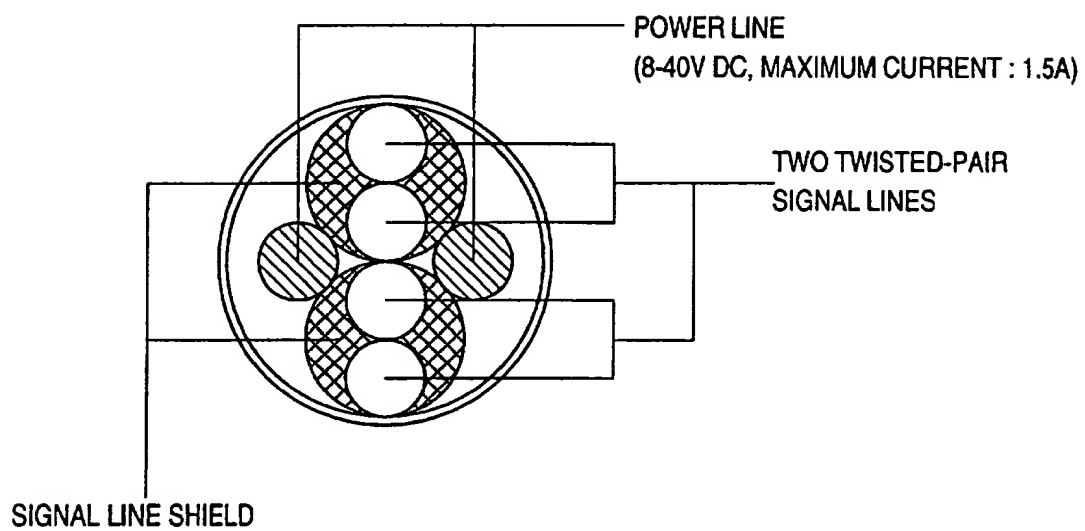 POWER LINE
(8-40V DC, MAXIMUM CURRENT : 1.5A)
TWO TWISTED-PAIR
SIGNAL LINES
SIGNAL LINE SHIELD